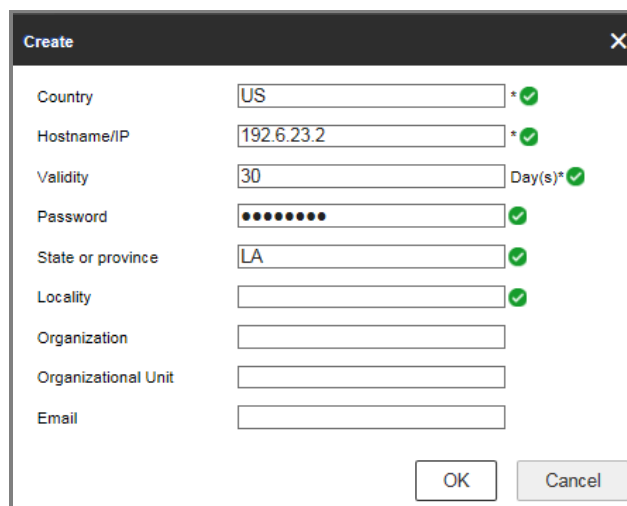 Create
Country US *
Hostname/IP 192.6.23.2 *
Validity 30 Day(s)*
Password ●●●●●●●●
State or province LA
Locality
Organization
Organizational Unit
Email
OK Cancel